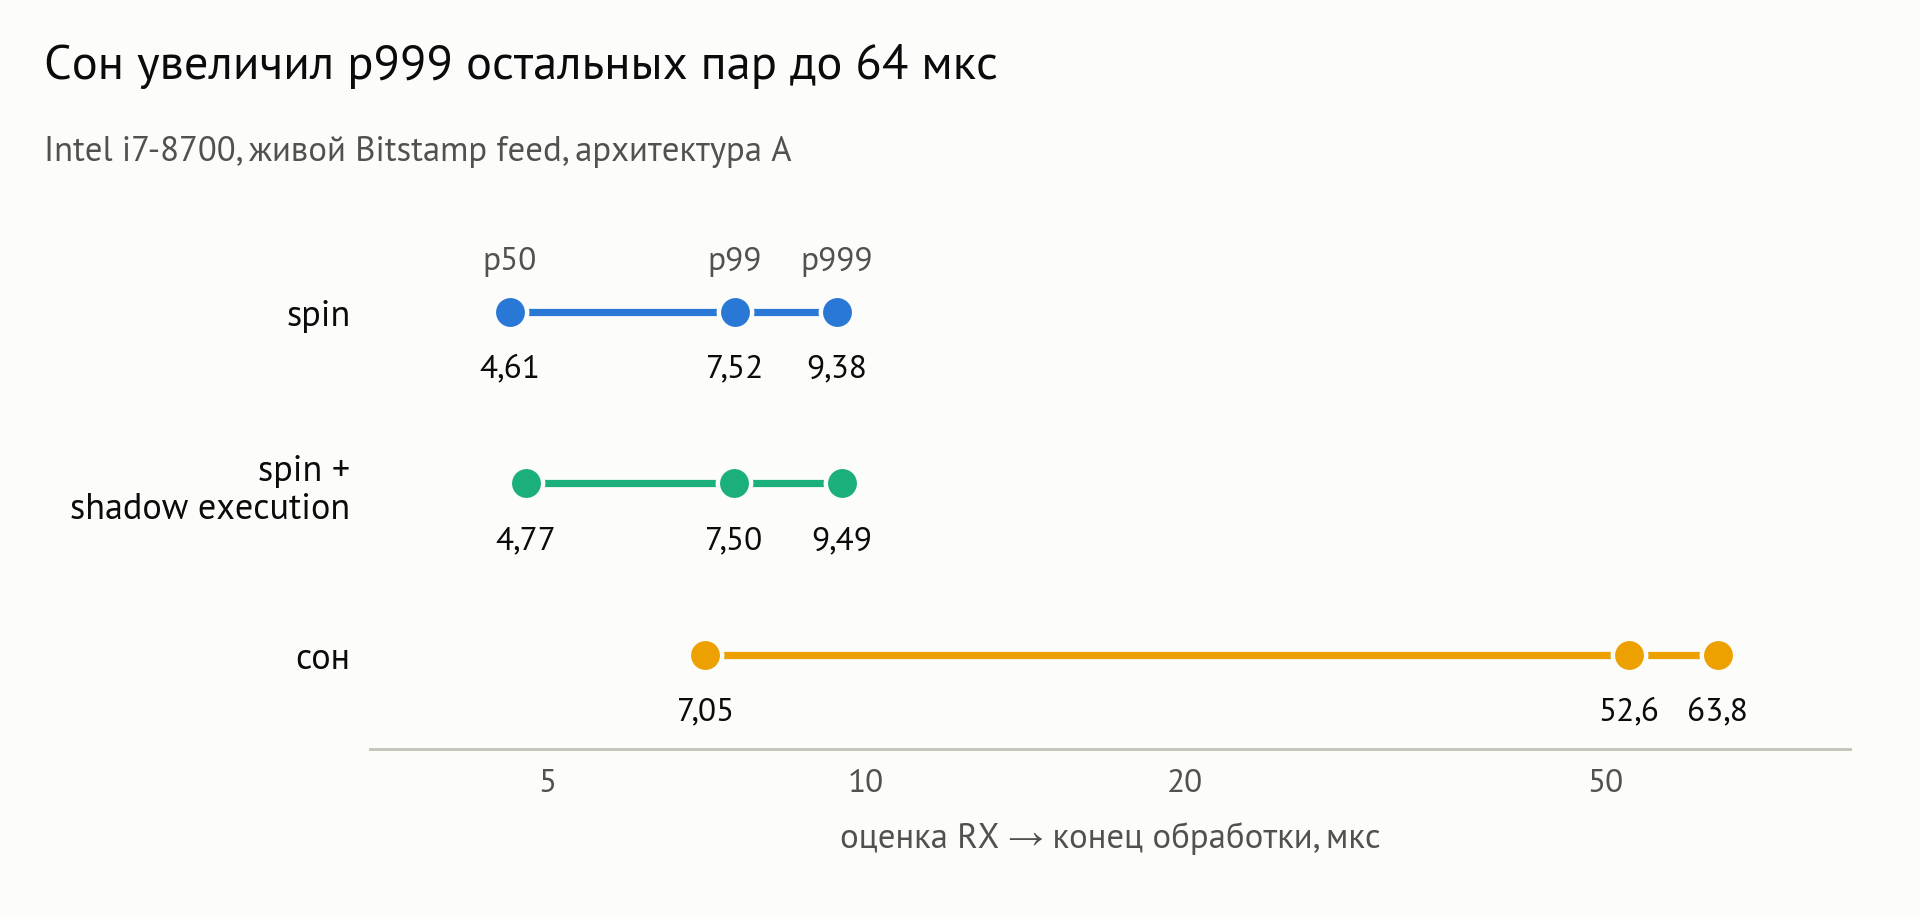 Сон увеличил p999 остальных пар до 64 мкс
Intel i7-8700, живой Bitstamp feed, архитектура A
p50 p99 p999
spin
4,61 7,52 9,38
spin +
shadow execution
4,77 7,50 9,49
сон
7,05 52,6 63,8
5 10 20 50
оценка RX → конец обработки, мкс